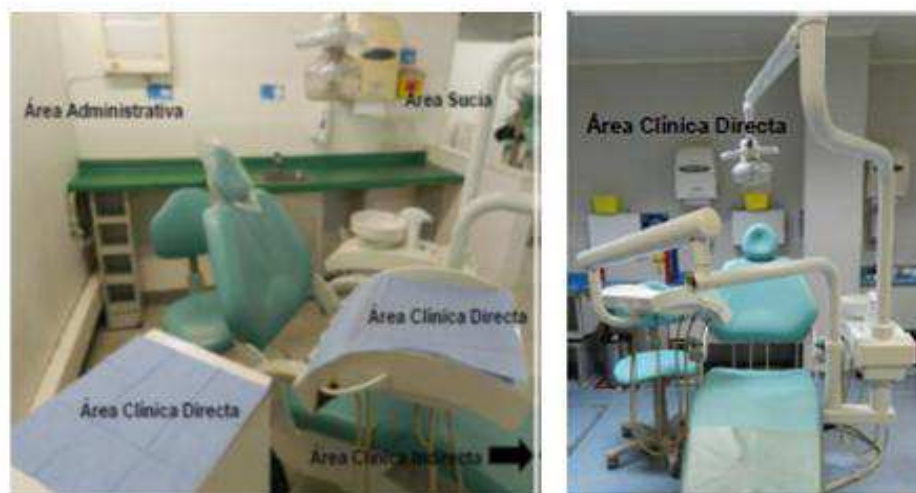 Área Administrativa
Área Sucia
Área Clínica Directa
Área Clínica Directa
Área Clínica Indirecta
Área Clínica Directa